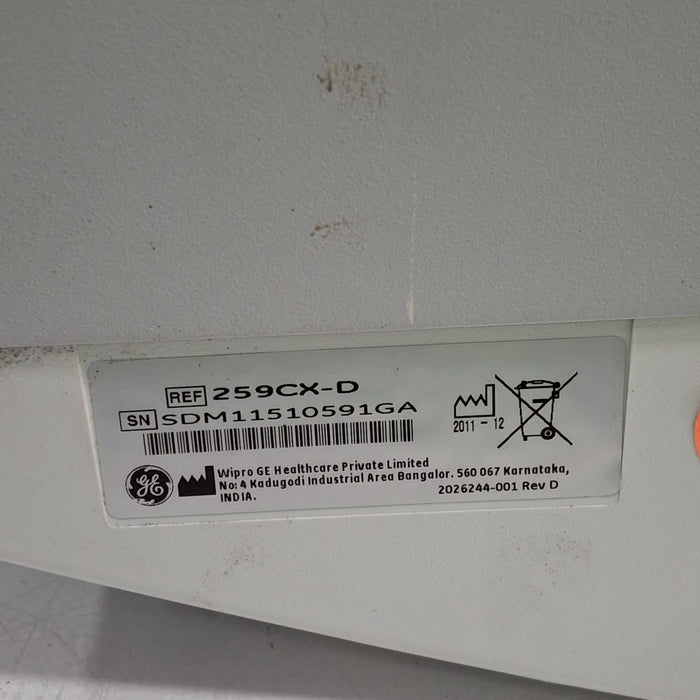 REF 259CX-D
SN SDM11510591GA
2011 - 12
GE
Wipro GE Healthcare Private Limited
No: 4 Kadugodi Industrial Area Bangalor. 560 067 Karnataka,
INDIA.
2026244-001 Rev D